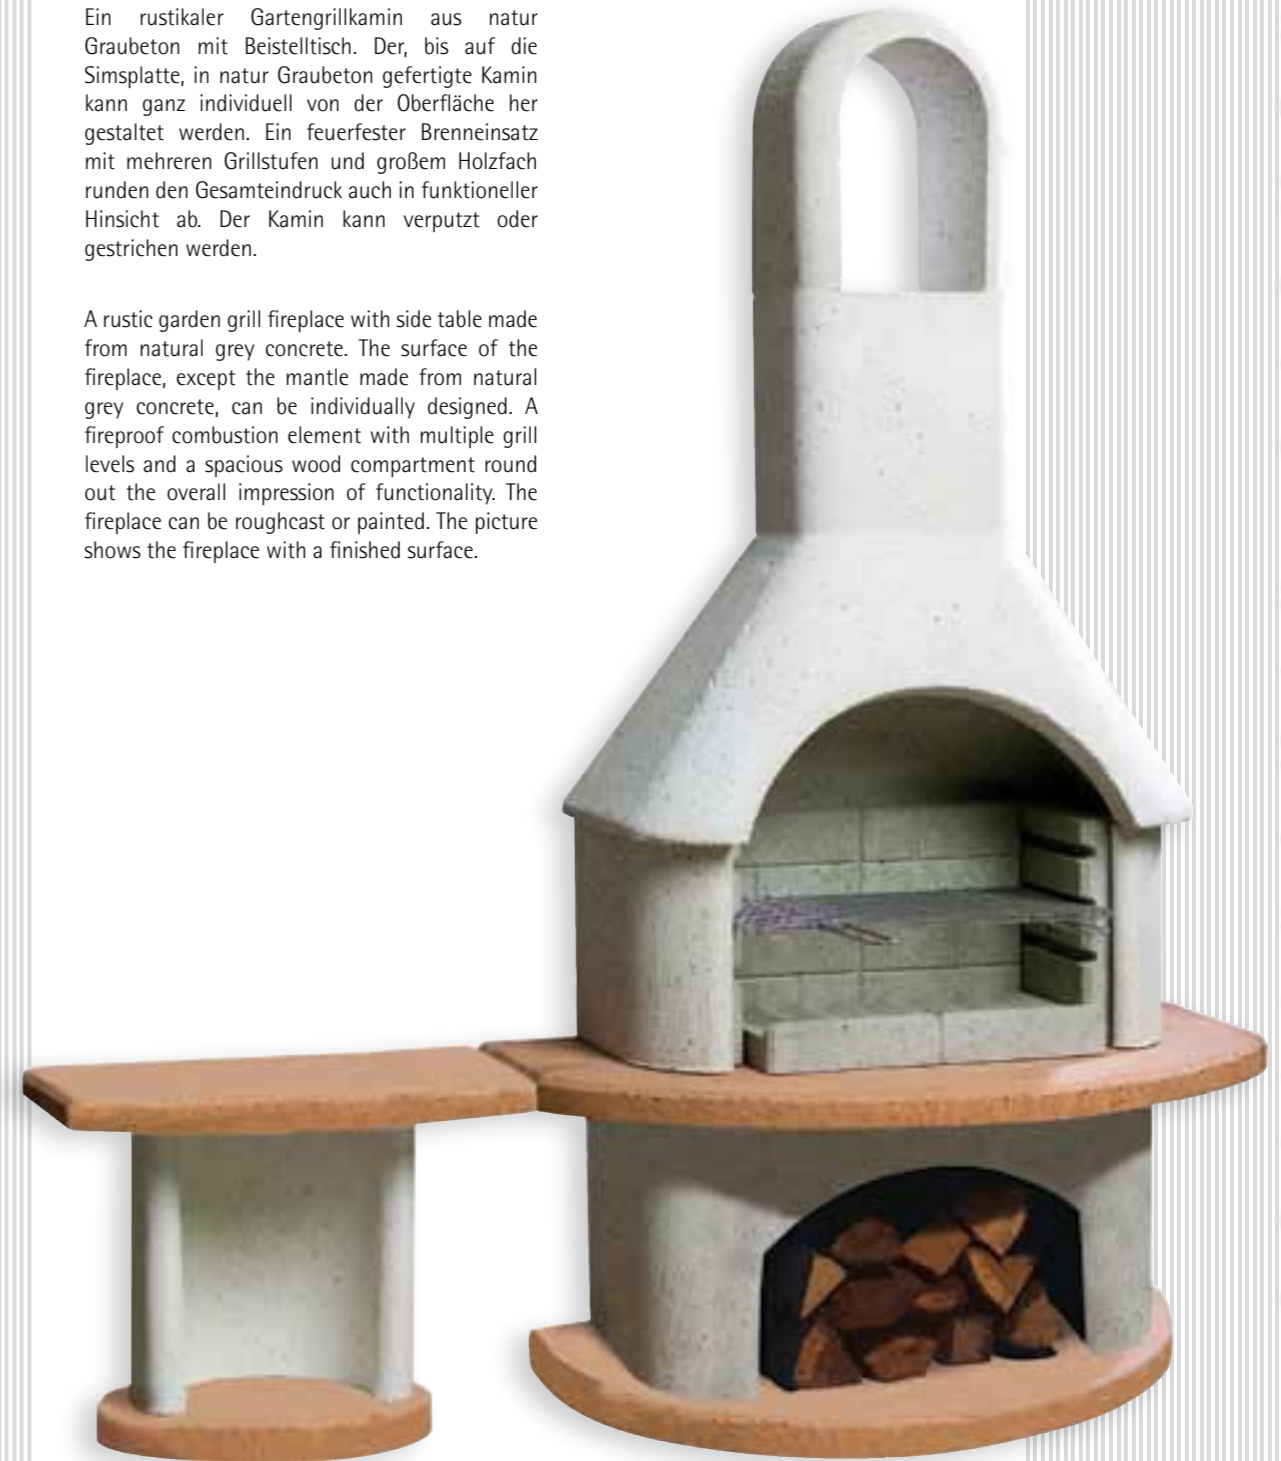 Ein rustikaler Gartengrillkamin aus natur
Graubeton mit Beistelltisch. Der, bis auf die
Simsplatte, in natur Graubeton gefertigte Kamin
kann ganz individuell von der Oberfläche her
gestaltet werden. Ein feuerfester Brenneinsatz
mit mehreren Grillstufen und großem Holzfach
runden den Gesamteindruck auch in funktioneller
Hinsicht ab. Der Kamin kann verputzt oder
gestrichen werden.
A rustic garden grill fireplace with side table made
from natural grey concrete. The surface of the
fireplace, except the mantle made from natural
grey concrete, can be individually designed. A
fireproof combustion element with multiple grill
levels and a spacious wood compartment round
out the overall impression of functionality. The
fireplace can be roughcast or painted. The picture
shows the fireplace with a finished surface.